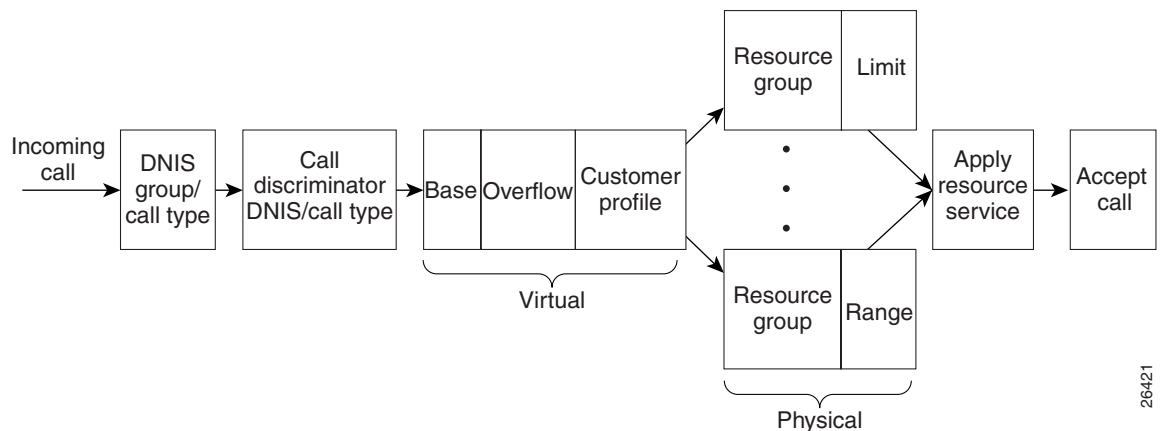 Incoming
call
DNIS
group/
call type
Call
discriminator
DNIS/call type
Base
Overflow
Customer
profile
Virtual
Resource
group
Limit
Resource
group
Range
Physical
Apply
resource
service
Accept
call
26421